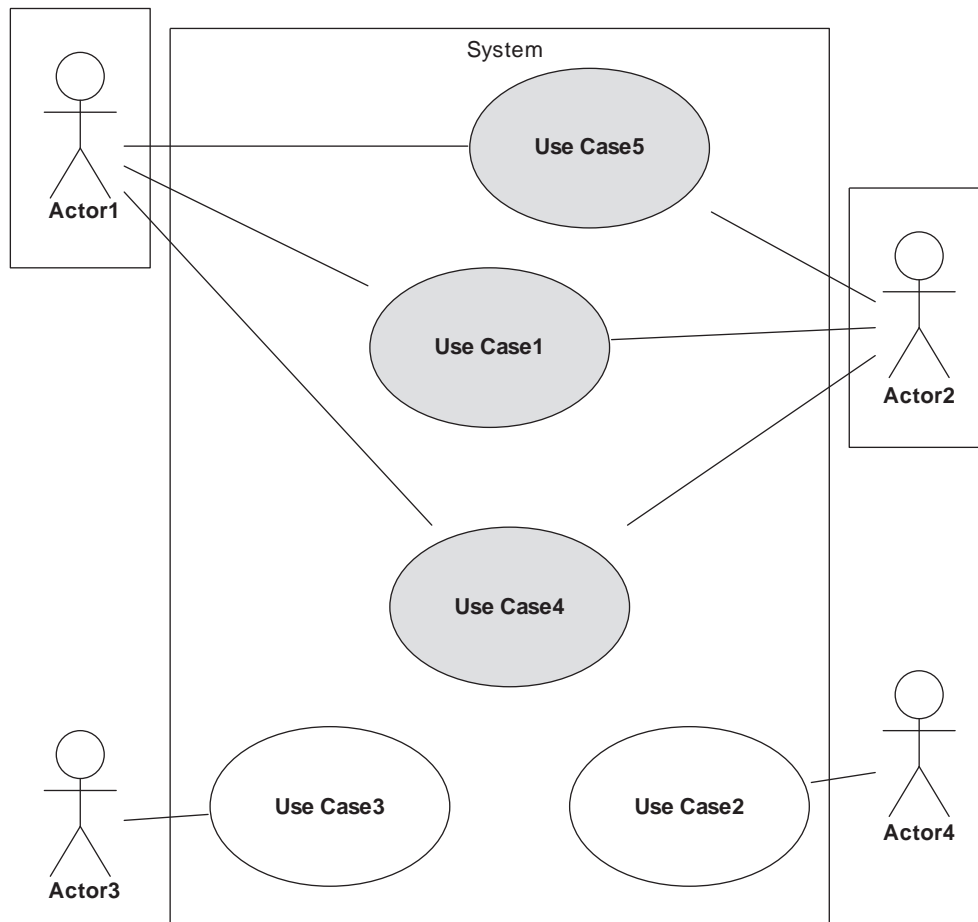 System
Use Case5
Actor1
Use Case1
Actor2
Use Case4
Use Case3
Use Case2
Actor4
Actor3